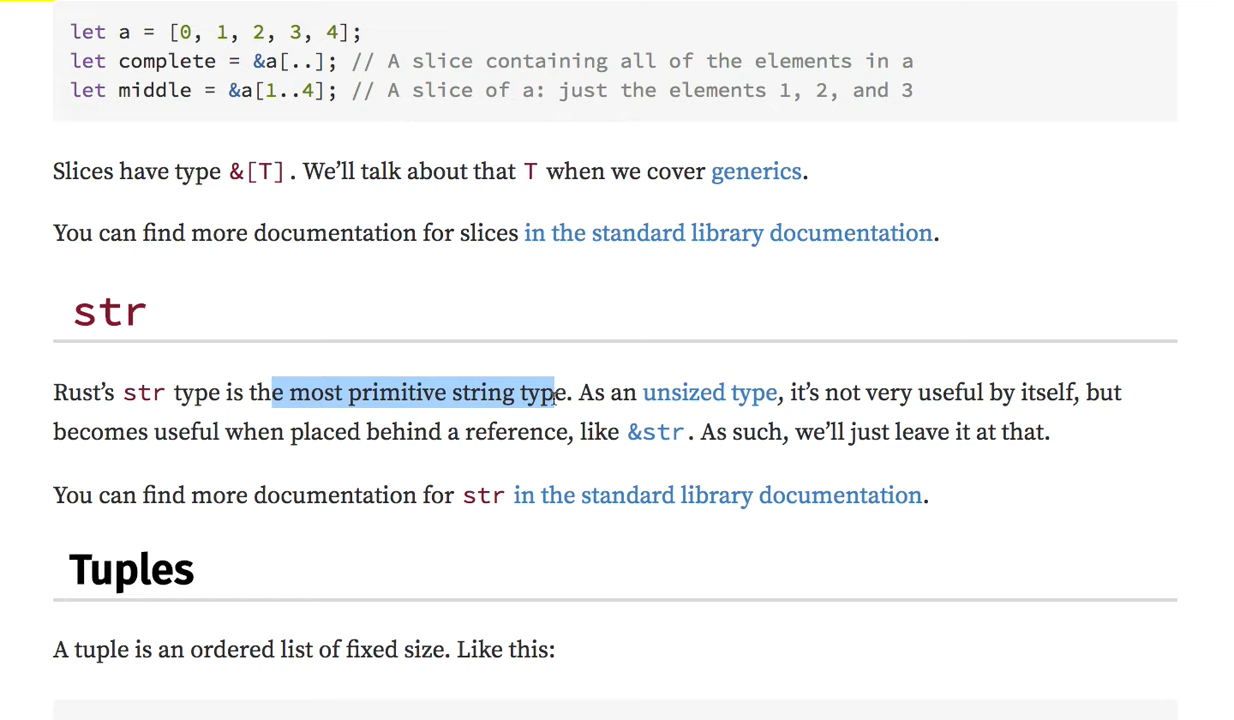 let a = [0, 1, 2, 3, 4];
let complete = &a[..]; // A slice containing all of the elements in a
let middle = &a[1..4]; // A slice of a: just the elements 1, 2, and 3
Slices have type &[T]. We’ll talk about that T when we cover generics.
You can find more documentation for slices in the standard library documentation.
str
Rust’s str type is the most primitive string type. As an unsized type, it’s not very useful by itself, but
becomes useful when placed behind a reference, like &str. As such, we’ll just leave it at that.
You can find more documentation for str in the standard library documentation.
Tuples
A tuple is an ordered list of fixed size. Like this: